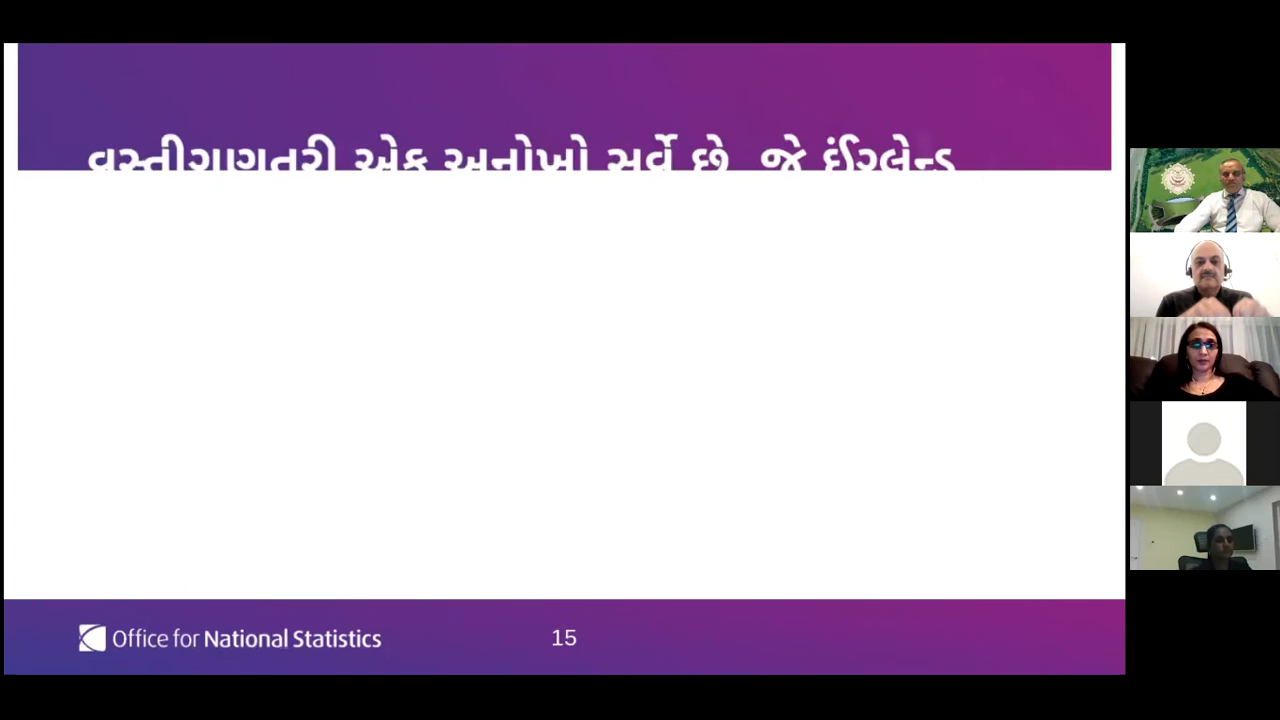 વસ્તીગણતરી એક અનોખો સર્વે છે જે ઈંગ્લેન્ડ
Office for National Statistics
15